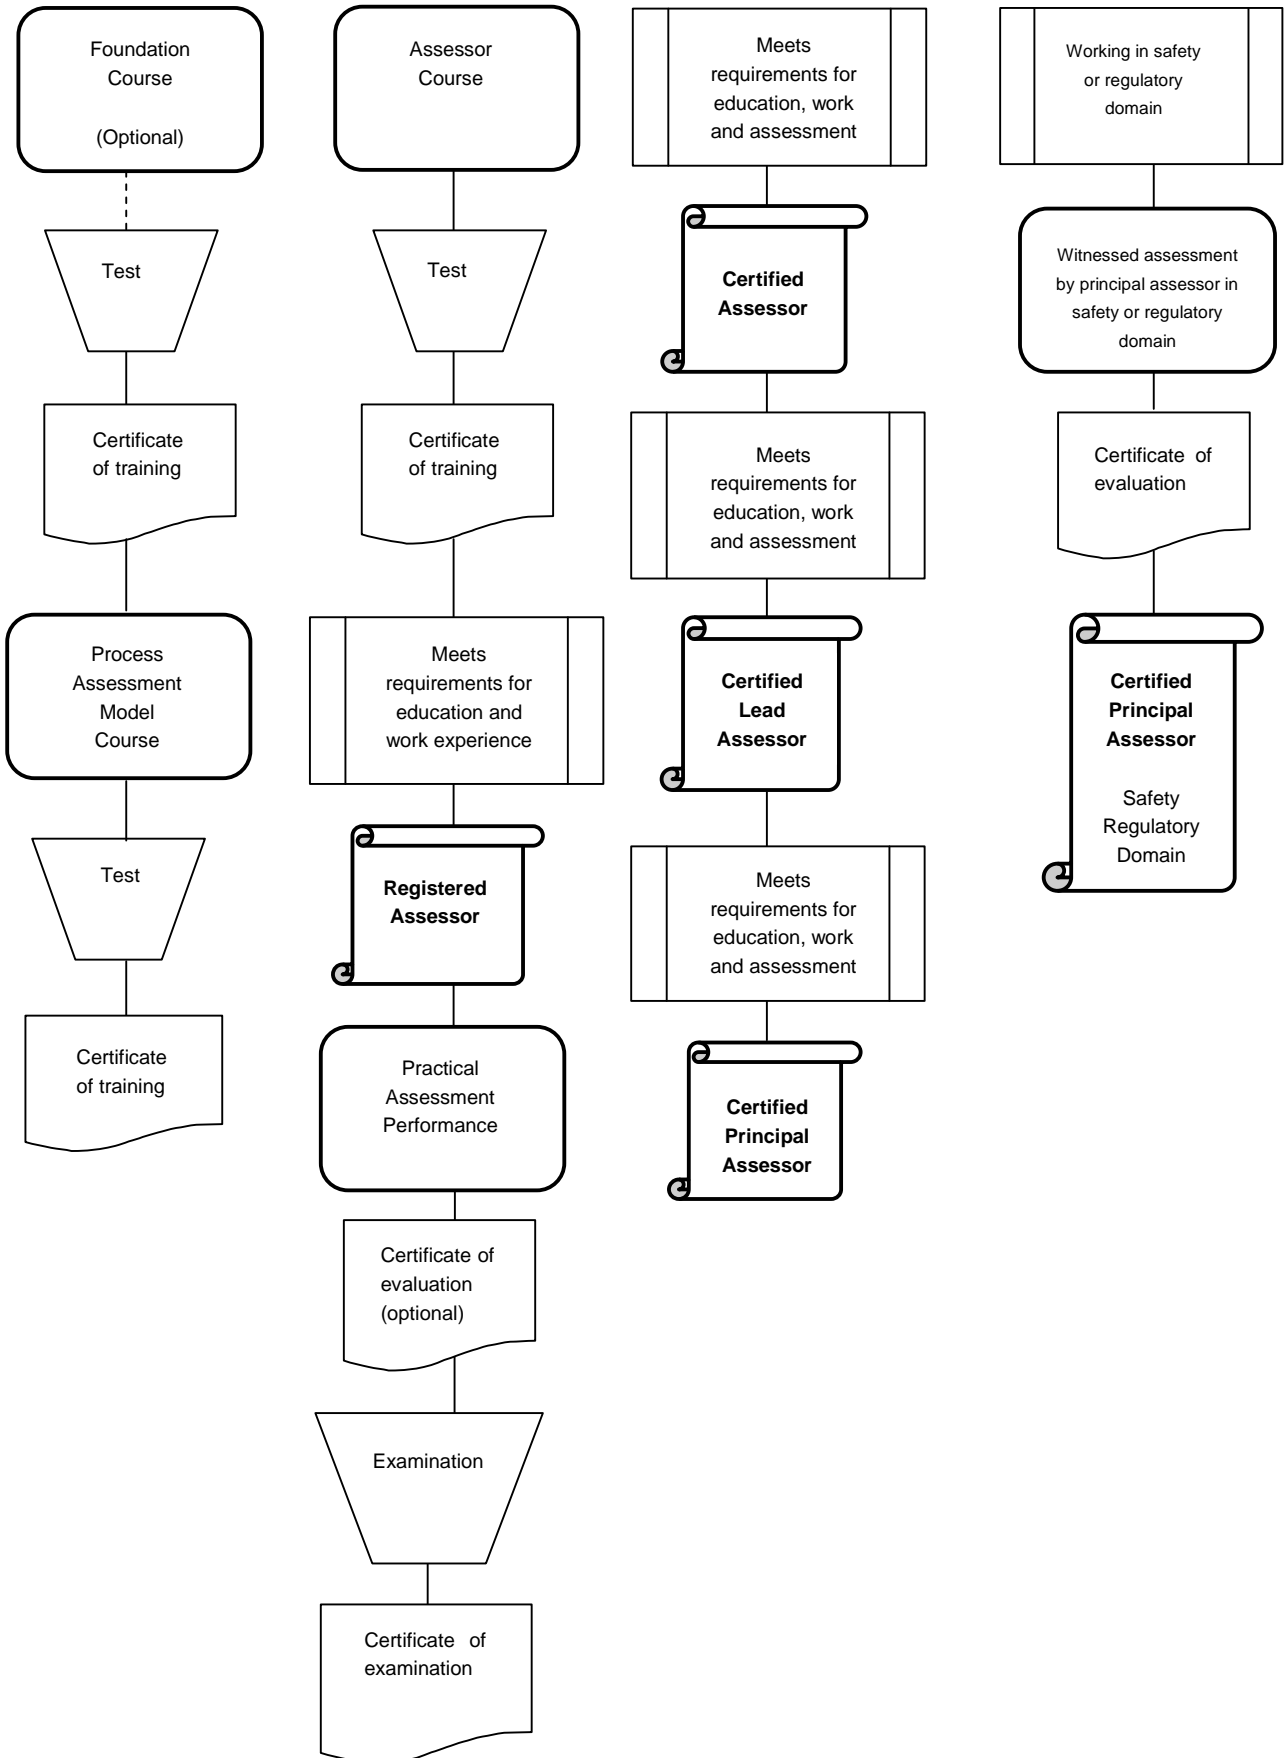 Foundation
Course
(Optional)
Test
Certificate
of training
Process
Assessment
Model
Course
Test
Certificate
of training
Assessor
Course
Test
Certificate
of training
Meets
requirements for
education and
work experience
Registered
Assessor
Practical
Assessment
Performance
Certificate of
evaluation
(optional)
Examination
Certificate of
examination
Meets
requirements for
education, work
and assessment
Certified
Assessor
Meets
requirements for
education, work
and assessment
Certified
Lead
Assessor
Meets
requirements for
education, work
and assessment
Certified
Principal
Assessor
Working in safety
or regulatory
domain
Witnessed assessment
by principal assessor in
safety or regulatory
domain
Certificate of
evaluation
Certified
Principal
Assessor
Safety
Regulatory
Domain